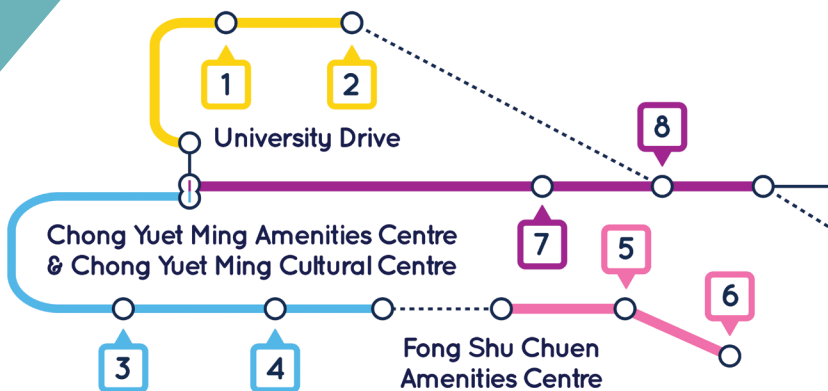 1
2
University Drive
8
Chong Yuet Ming Amenities Centre
& Chong Yuet Ming Cultural Centre
7
5
6
3
4
Fong Shu Chuen
Amenities Centre